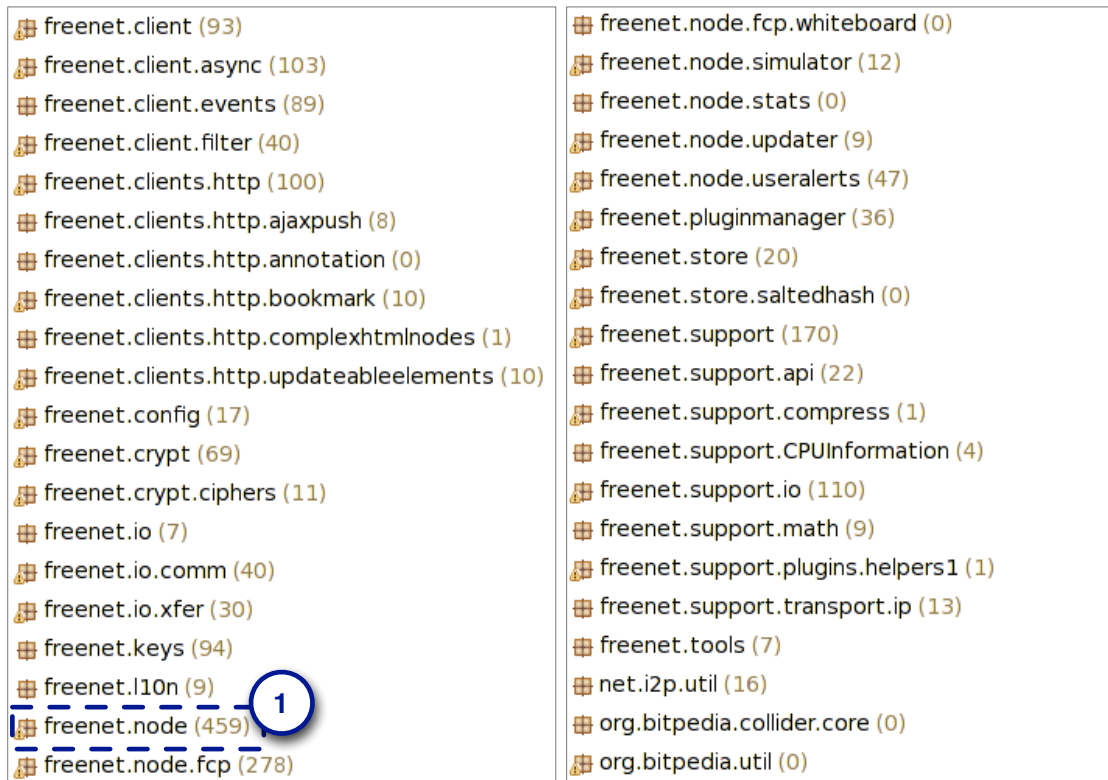 freenet.client (93)
freenet.client.async (103)
freenet.client.events (89)
freenet.client.filter (40)
freenet.clients.http (100)
freenet.clients.http.ajaxpush (8)
freenet.clients.http.annotation (0)
freenet.clients.http.bookmark (10)
freenet.clients.http.complexhtmlnodes (1)
freenet.clients.http.updateableelements (10)
freenet.config (17)
freenet.crypt (69)
freenet.crypt.ciphers (11)
freenet.io (7)
freenet.io.comm (40)
freenet.io.xfer (30)
freenet.keys (94)
freenet.l10n (9)
1
freenet.node (459)
freenet.node.fcp (278)
freenet.node.fcp.whiteboard (0)
freenet.node.simulator (12)
freenet.node.stats (0)
freenet.node.updater (9)
freenet.node.useralerts (47)
freenet.pluginmanager (36)
freenet.store (20)
freenet.store.saltedhash (0)
freenet.support (170)
freenet.support.api (22)
freenet.support.compress (1)
freenet.support.CPUInformation (4)
freenet.support.io (110)
freenet.support.math (9)
freenet.support.plugins.helpers1 (1)
freenet.support.transport.ip (13)
freenet.tools (7)
net.i2p.util (16)
org.bitpedia.collider.core (0)
org.bitpedia.util (0)